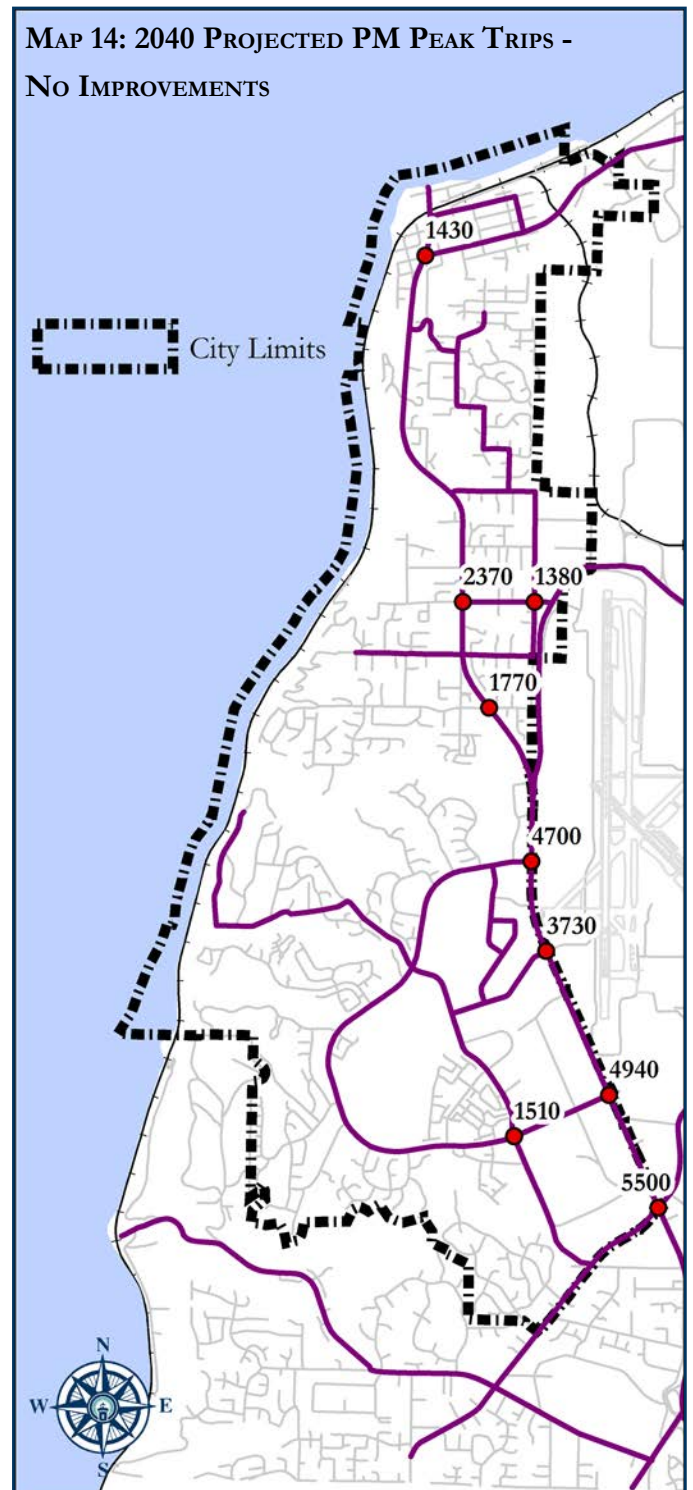 Map 14: 2040 Projected PM Peak Trips -
No Improvements
1430
City Limits
2370 1380
1770
4700
3730
4940
1510
5500
N
W E
S